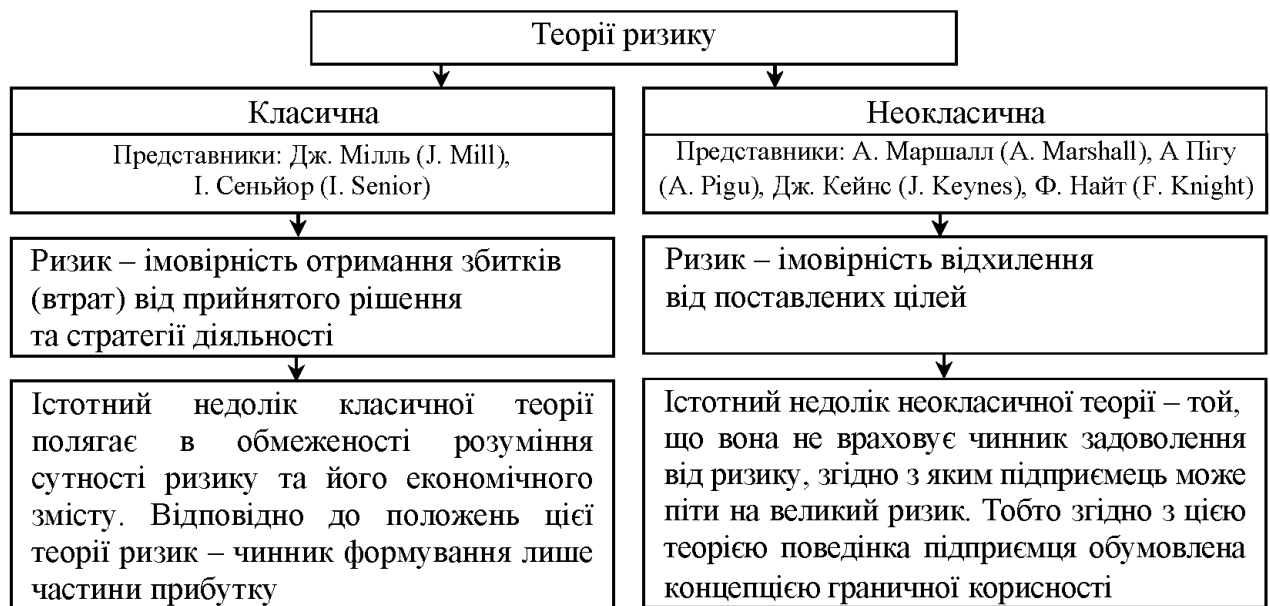 Теорії ризику
Класична
Представники: Дж. Мілль (J. Mill),
І. Сеньйор (I. Senior)
Ризик – імовірність отримання збитків
(втрат) від прийнятого рішення
та стратегії діяльності
Істотний недолік класичної теорії
полягає в обмеженості розуміння
сутності ризику та його економічного
змісту. Відповідно до положень цієї
теорії ризик – чинник формування лише
частини прибутку
Неокласична
Представники: А. Маршалл (A. Marshall), А Пігу
(A. Pigu), Дж. Кейнс (J. Keynes), Ф. Найт (F. Knight)
Ризик – імовірність відхилення
від поставлених цілей
Істотний недолік неокласичної теорії – той,
що вона не враховує чинник задоволення
від ризику, згідно з яким підприємець може
піти на великий ризик. Тобто згідно з цією
теорією поведінка підприємця обумовлена
концепцією граничної корисності